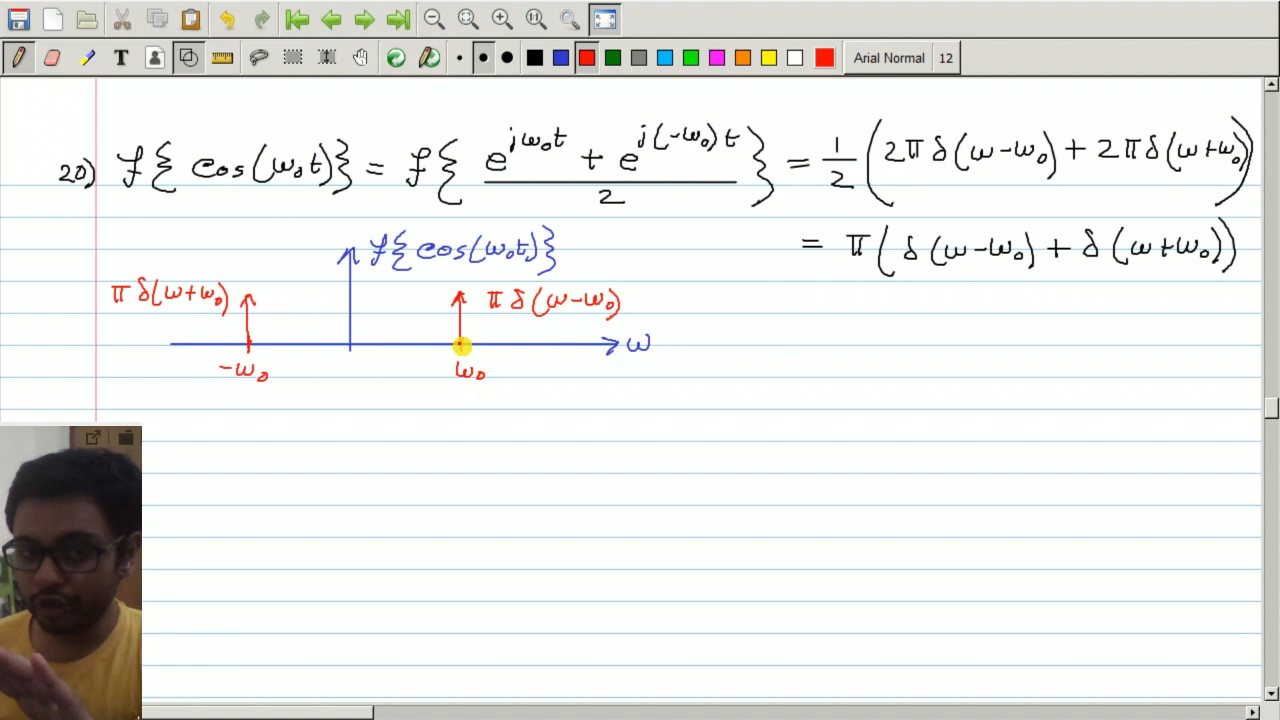 Arial Normal 12
20) ℱ{ cos(ω₀t)} = ℱ{ (e^{jω₀t} + e^{j(-ω₀)t}) / 2 } = 1/2 (2π δ(ω-ω₀) + 2π δ(ω+ω₀))
= π( δ(ω-ω₀) + δ(ω+ω₀))
ℱ{ cos(ω₀t)}
π δ(ω+ω₀)
π δ(ω-ω₀)
ω
-ω₀
ω₀